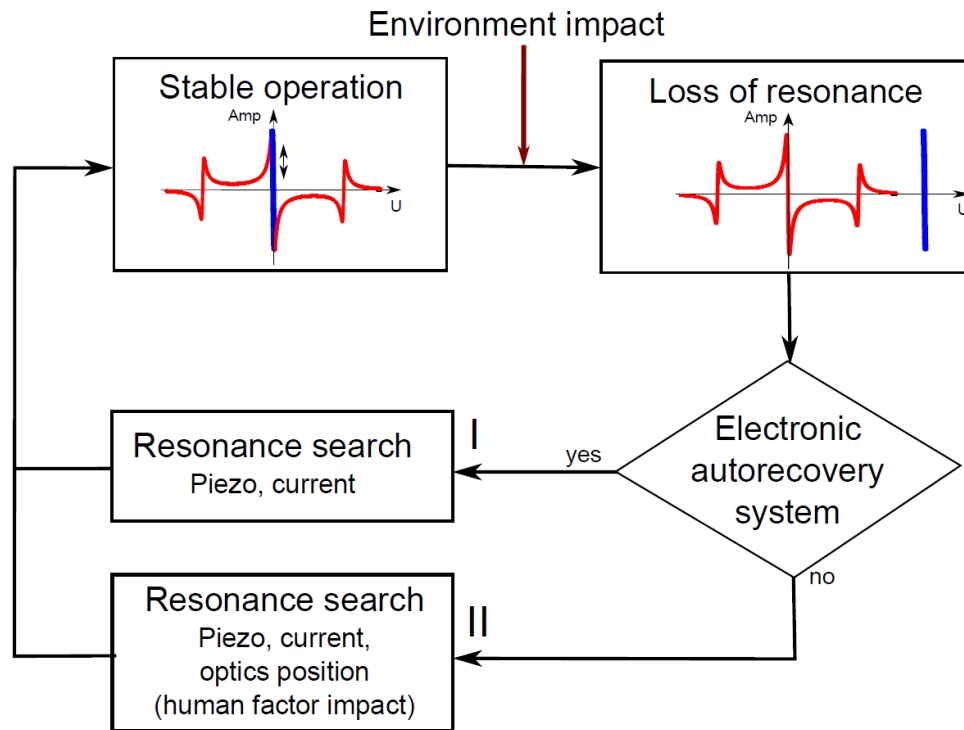 Environment impact
Stable operation
Amp
U
Loss of resonance
Amp
U
Electronic
autorecovery
system
yes
no
I
Resonance search
Piezo, current
II
Resonance search
Piezo, current,
optics position
(human factor impact)